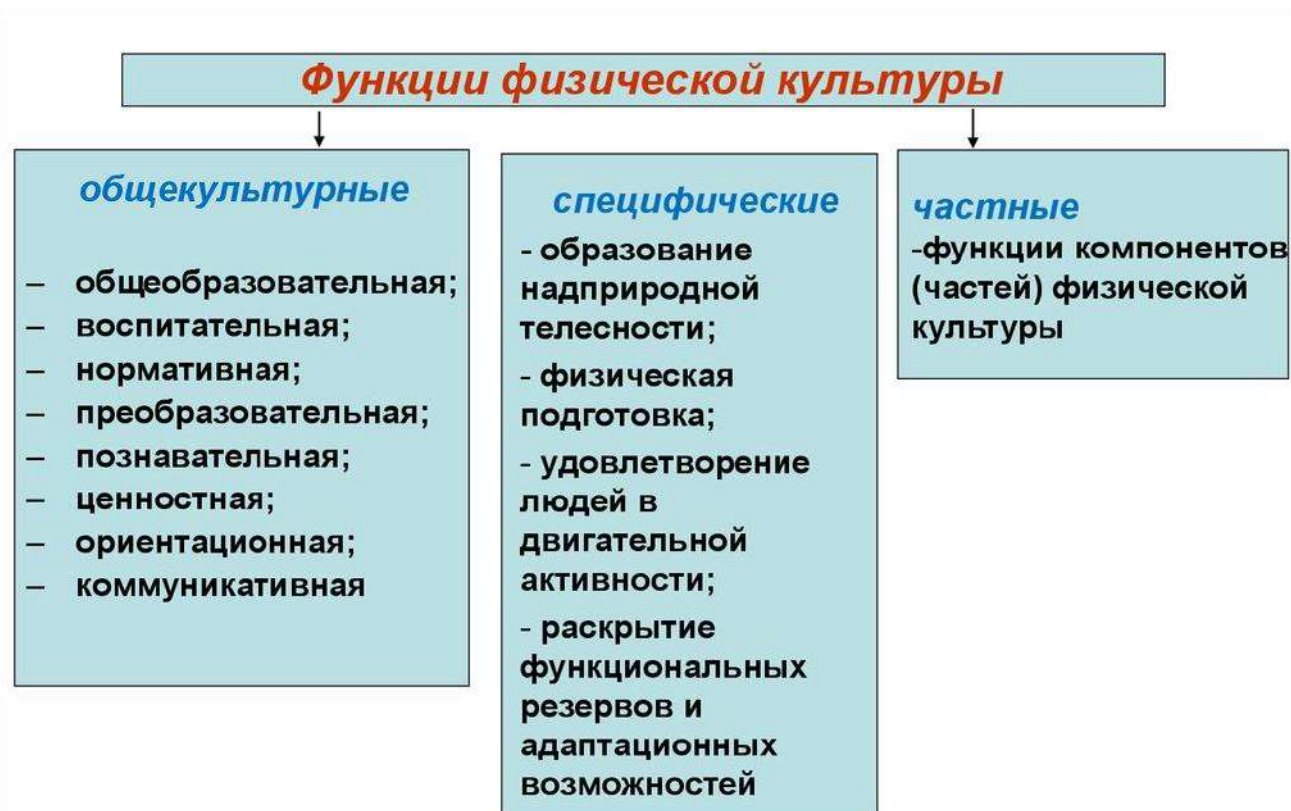 Функции физической культуры
общекультурные
– общеобразовательная;
– воспитательная;
– нормативная;
– преобразовательная;
– познавательная;
– ценностная;
– ориентационная;
– коммуникативная
специфические
- образование
надприродной
телесности;
- физическая
подготовка;
- удовлетворение
людей в
двигательной
активности;
- раскрытие
функциональных
резервов и
адаптационных
возможностей
частные
-функции компонентов
(частей) физической
культуры